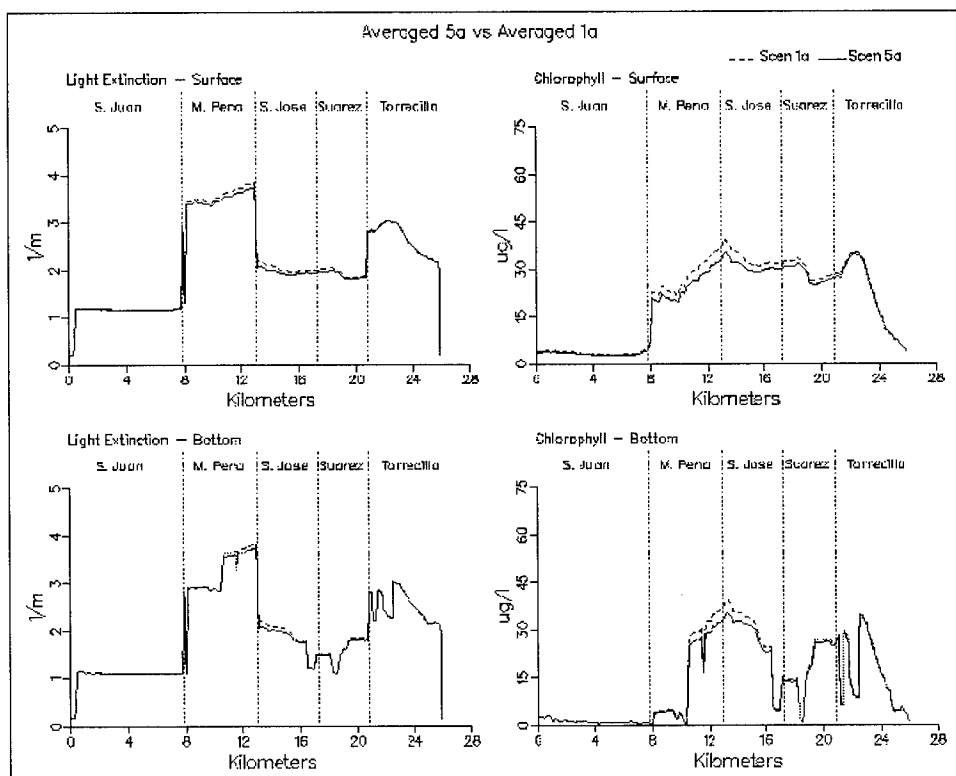 Averaged 5a vs Averaged 1a
Scen 1a
Scen 5a
Light Extinction – Surface
S. Juan
M. Pena
S. Jose
Suarez
Torrecilla
5
4
3
2
1
0
1/m
0
4
8
12
16
20
24
28
Kilometers
Chlorophyll – Surface
S. Juan
M. Pena
S. Jose
Suarez
Torrecilla
75
60
45
30
15
0
ug/l
0
4
8
12
16
20
24
28
Kilometers
Light Extinction – Bottom
S. Juan
M. Pena
S. Jose
Suarez
Torrecilla
5
4
3
2
1
0
1/m
0
4
8
12
16
20
24
28
Kilometers
Chlorophyll – Bottom
S. Juan
M. Pena
S. Jose
Suarez
Torrecilla
75
60
45
30
15
0
ug/l
0
4
8
12
16
20
24
28
Kilometers